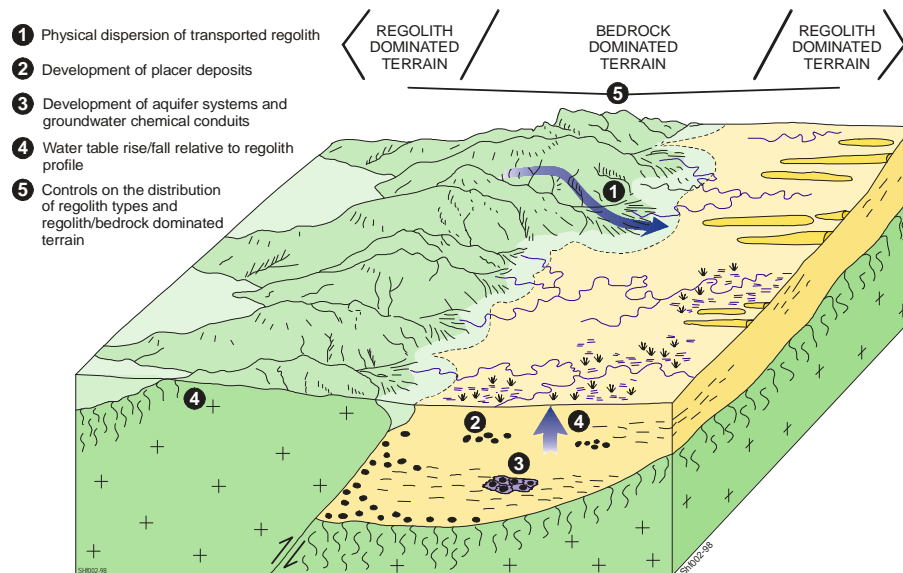 1 Physical dispersion of transported regolith
2 Development of placer deposits
3 Development of aquifer systems and
groundwater chemical conduits
4 Water table rise/fall relative to regolith
profile
5 Controls on the distribution
of regolith types and
regolith/bedrock dominated
terrain
REGOLITH
DOMINATED
TERRAIN
BEDROCK
DOMINATED
TERRAIN
REGOLITH
DOMINATED
TERRAIN
5
1
4
2
4
3
Shf002-98
Shf002-98